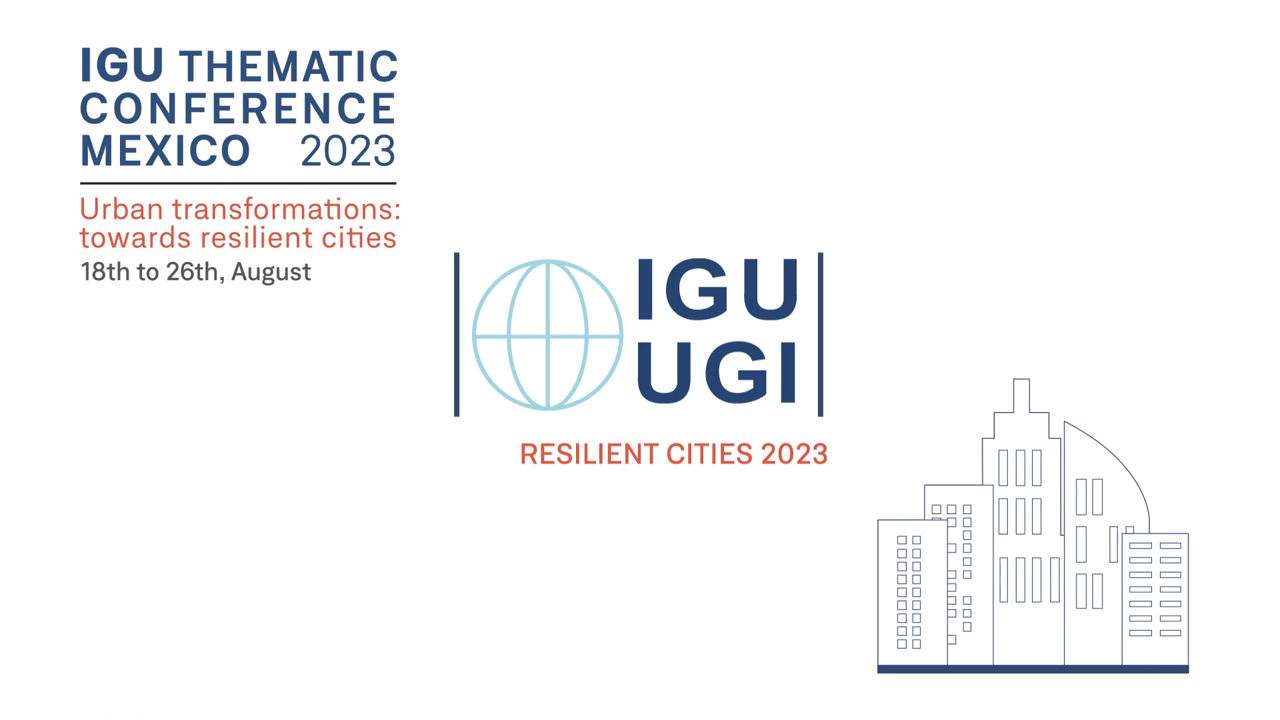 IGU THEMATIC
CONFERENCE
MEXICO 2023
Urban transformations:
towards resilient cities
18th to 26th, August
IGU
UGI
RESILIENT CITIES 2023